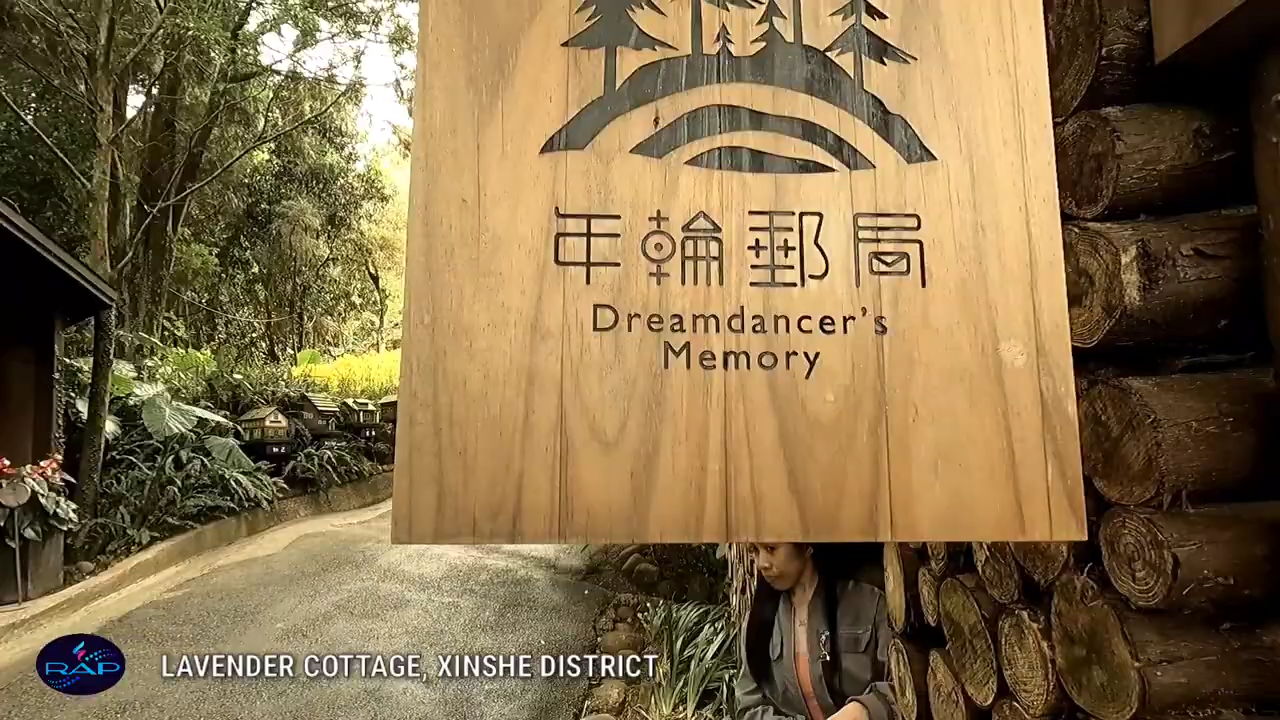 年輪郵局
Dreamdancer's
Memory
RAP
LAVENDER COTTAGE, XINSHE DISTRICT